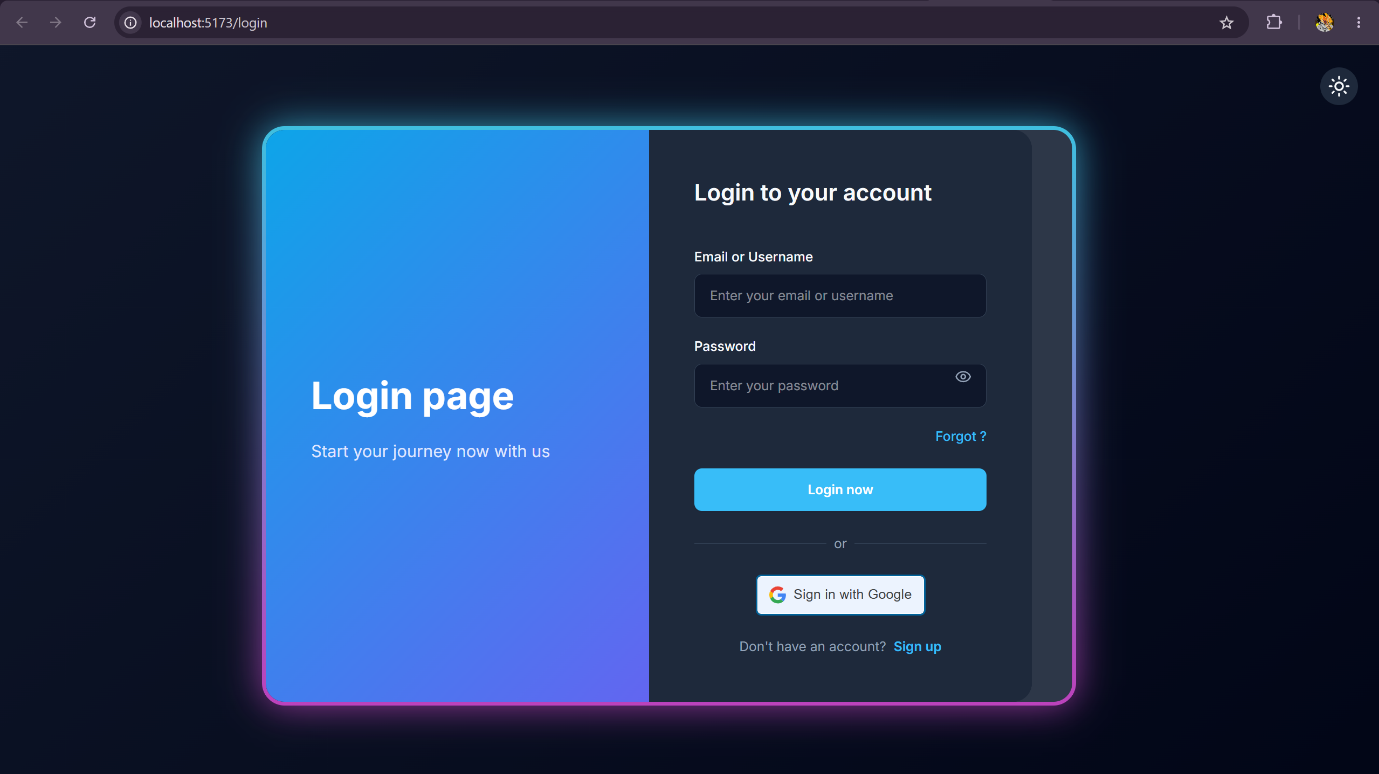 localhost:5173/login
Login page
Start your journey now with us
Login to your account
Email or Username
Enter your email or username
Password
Enter your password
Forgot ?
Login now
or
Sign in with Google
Don't have an account? Sign up